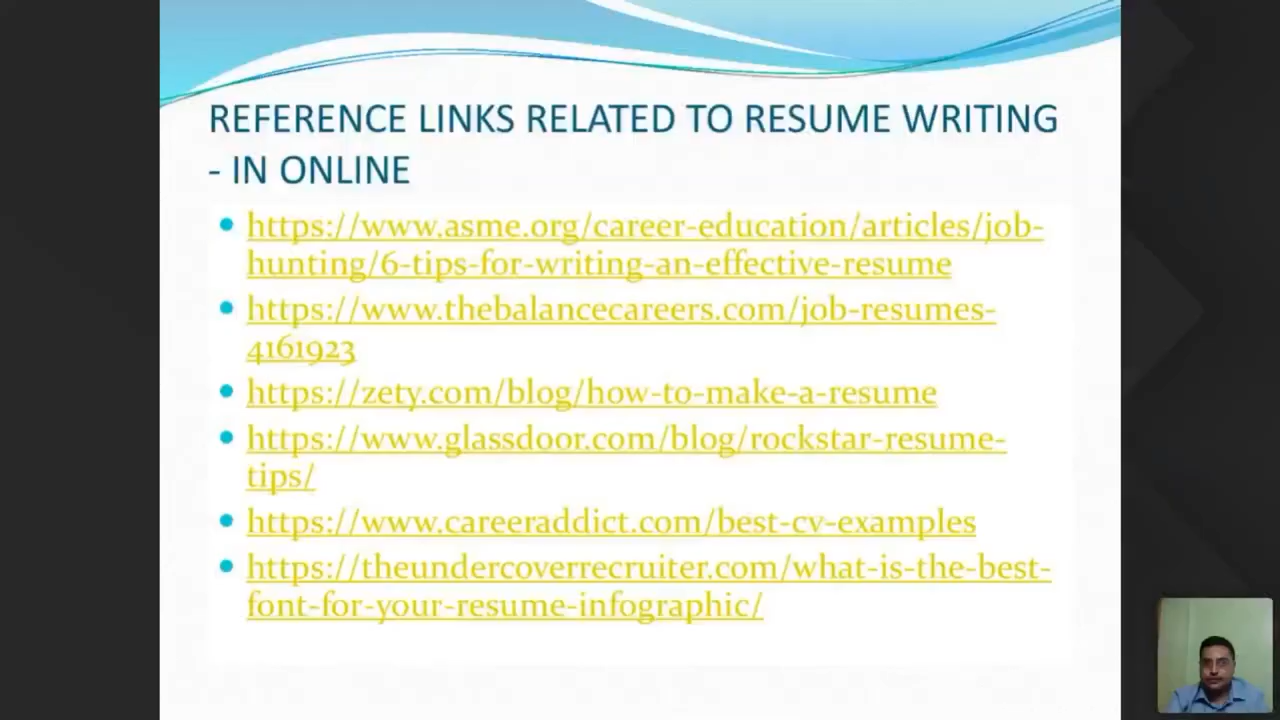 REFERENCE LINKS RELATED TO RESUME WRITING
- IN ONLINE
• https://www.asme.org/career-education/articles/job-
hunting/6-tips-for-writing-an-effective-resume
• https://www.thebalancecareers.com/job-resumes-
4161923
• https://zety.com/blog/how-to-make-a-resume
• https://www.glassdoor.com/blog/rockstar-resume-
tips/
• https://www.careeraddict.com/best-cv-examples
• https://theundercoverrecruiter.com/what-is-the-best-
font-for-your-resume-infographic/